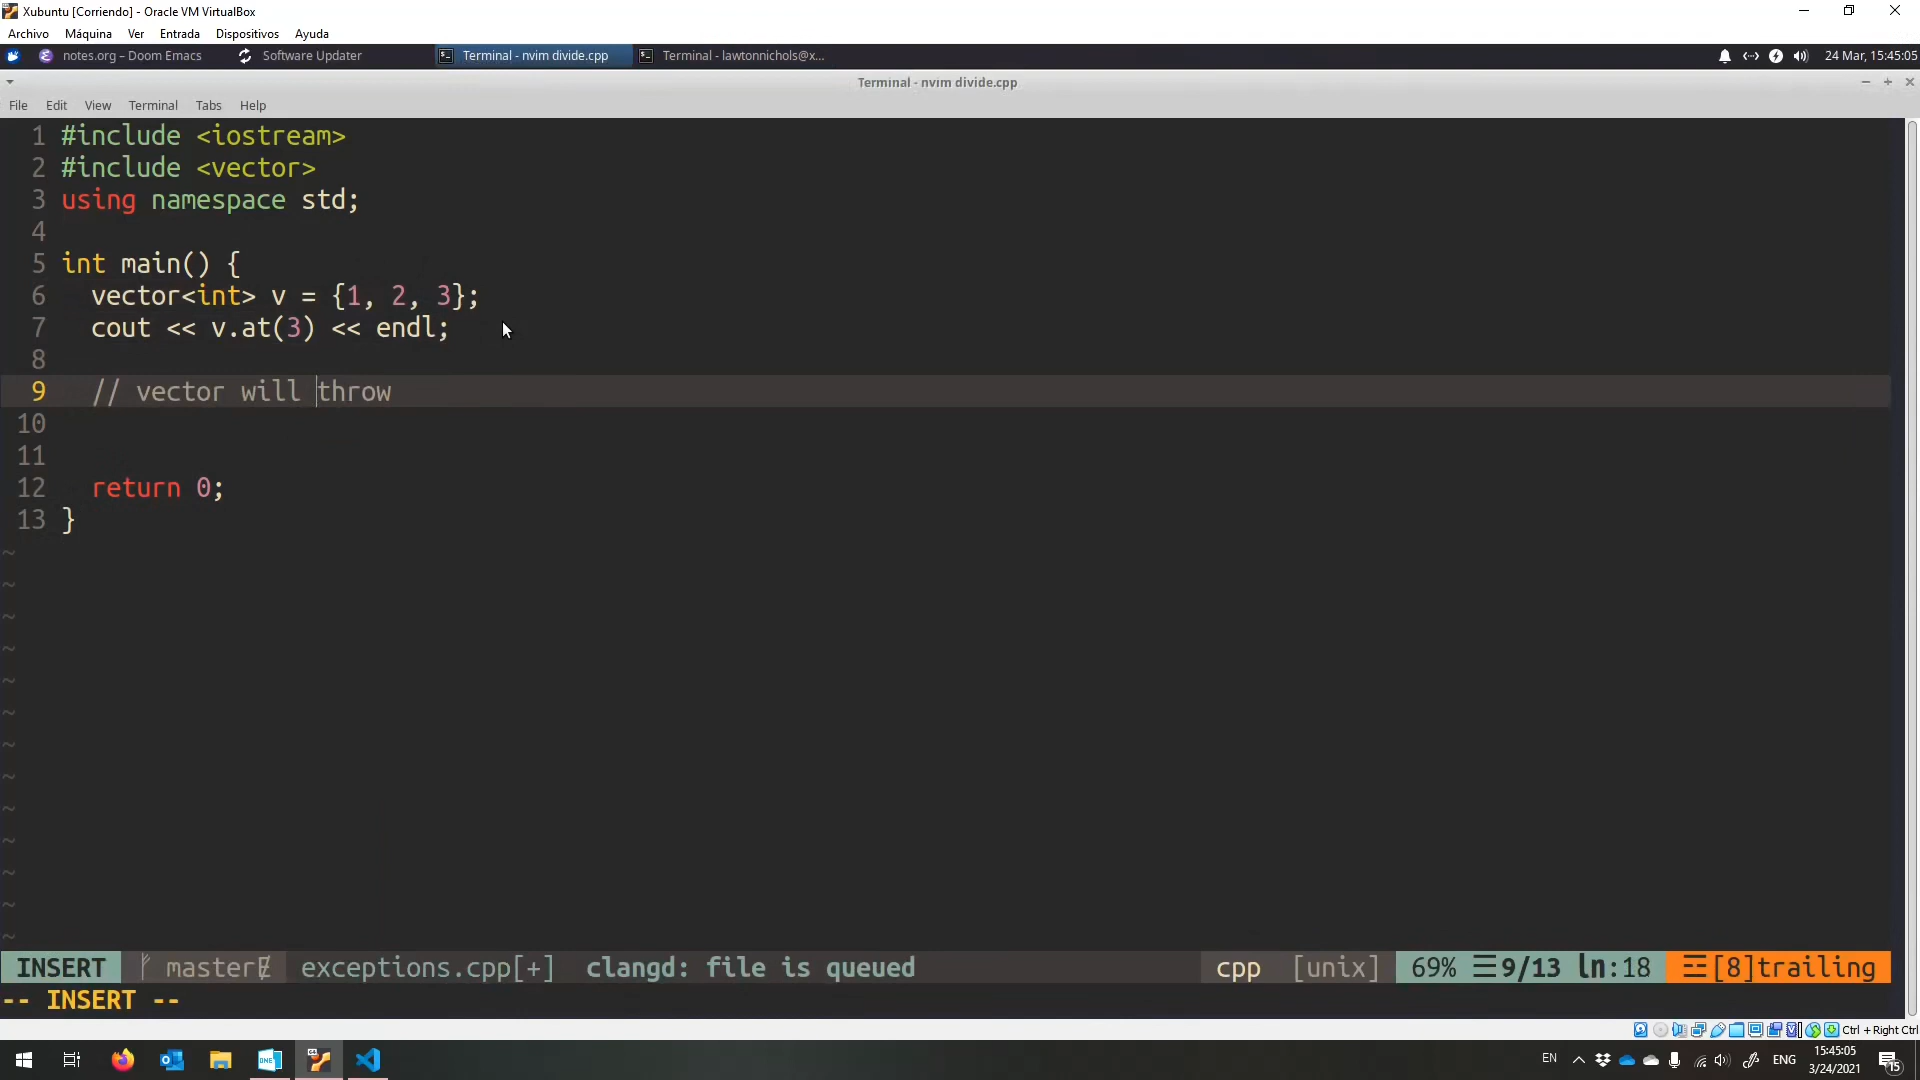 Xubuntu [Corriendo] - Oracle VM VirtualBox
Archivo Máquina Ver Entrada Dispositivos Ayuda
notes.org – Doom Emacs Software Updater Terminal - nvim divide.cpp Terminal - lawtonnichols@x... 24 Mar, 15:45:05
Terminal - nvim divide.cpp
File Edit View Terminal Tabs Help
1 #include <iostream>
2 #include <vector>
3 using namespace std;
4
5 int main() {
6   vector<int> v = {1, 2, 3};
7   cout << v.at(3) << endl;
8
9   // vector will throw
10
11
12   return 0;
13 }
~
~
~
~
~
~
~
~
~
~
~
~
~
INSERT master exceptions.cpp[+] clangd: file is queued cpp [unix] 69% ☰9/13 ln:18 ☲[8]trailing
-- INSERT --
Ctrl + Right Ctrl
EN ENG 15:45:05
3/24/2021
15